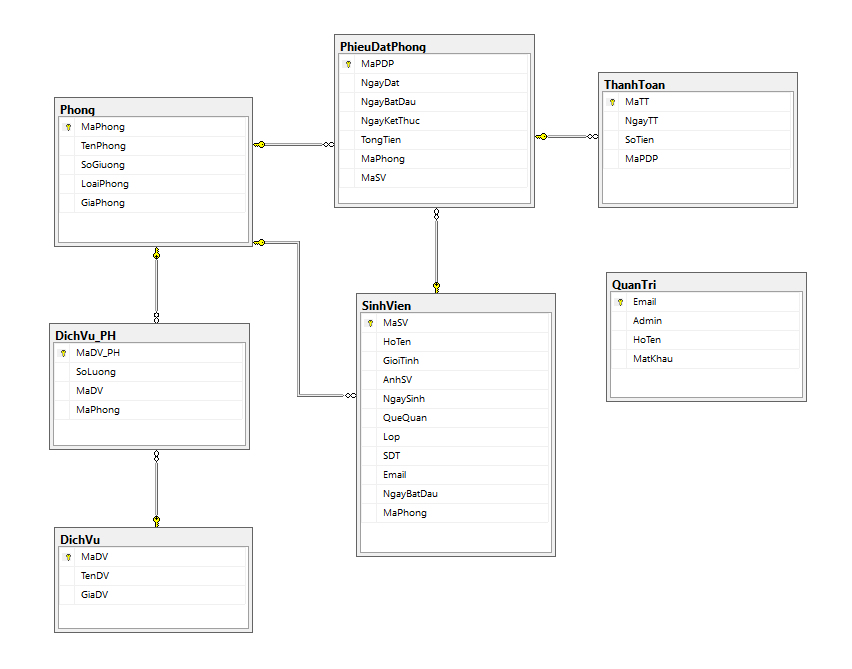 PhieuDatPhong
MaPDP
NgayDat
NgayBatDau
NgayKetThuc
TongTien
MaPhong
MaSV
ThanhToan
MaTT
NgayTT
SoTien
MaPDP
Phong
MaPhong
TenPhong
SoGiuong
LoaiPhong
GiaPhong
QuanTri
Email
Admin
HoTen
MatKhau
SinhVien
MaSV
HoTen
GioiTinh
AnhSV
NgaySinh
QueQuan
Lop
SDT
Email
NgayBatDau
MaPhong
DichVu_PH
MaDV_PH
SoLuong
MaDV
MaPhong
DichVu
MaDV
TenDV
GiaDV